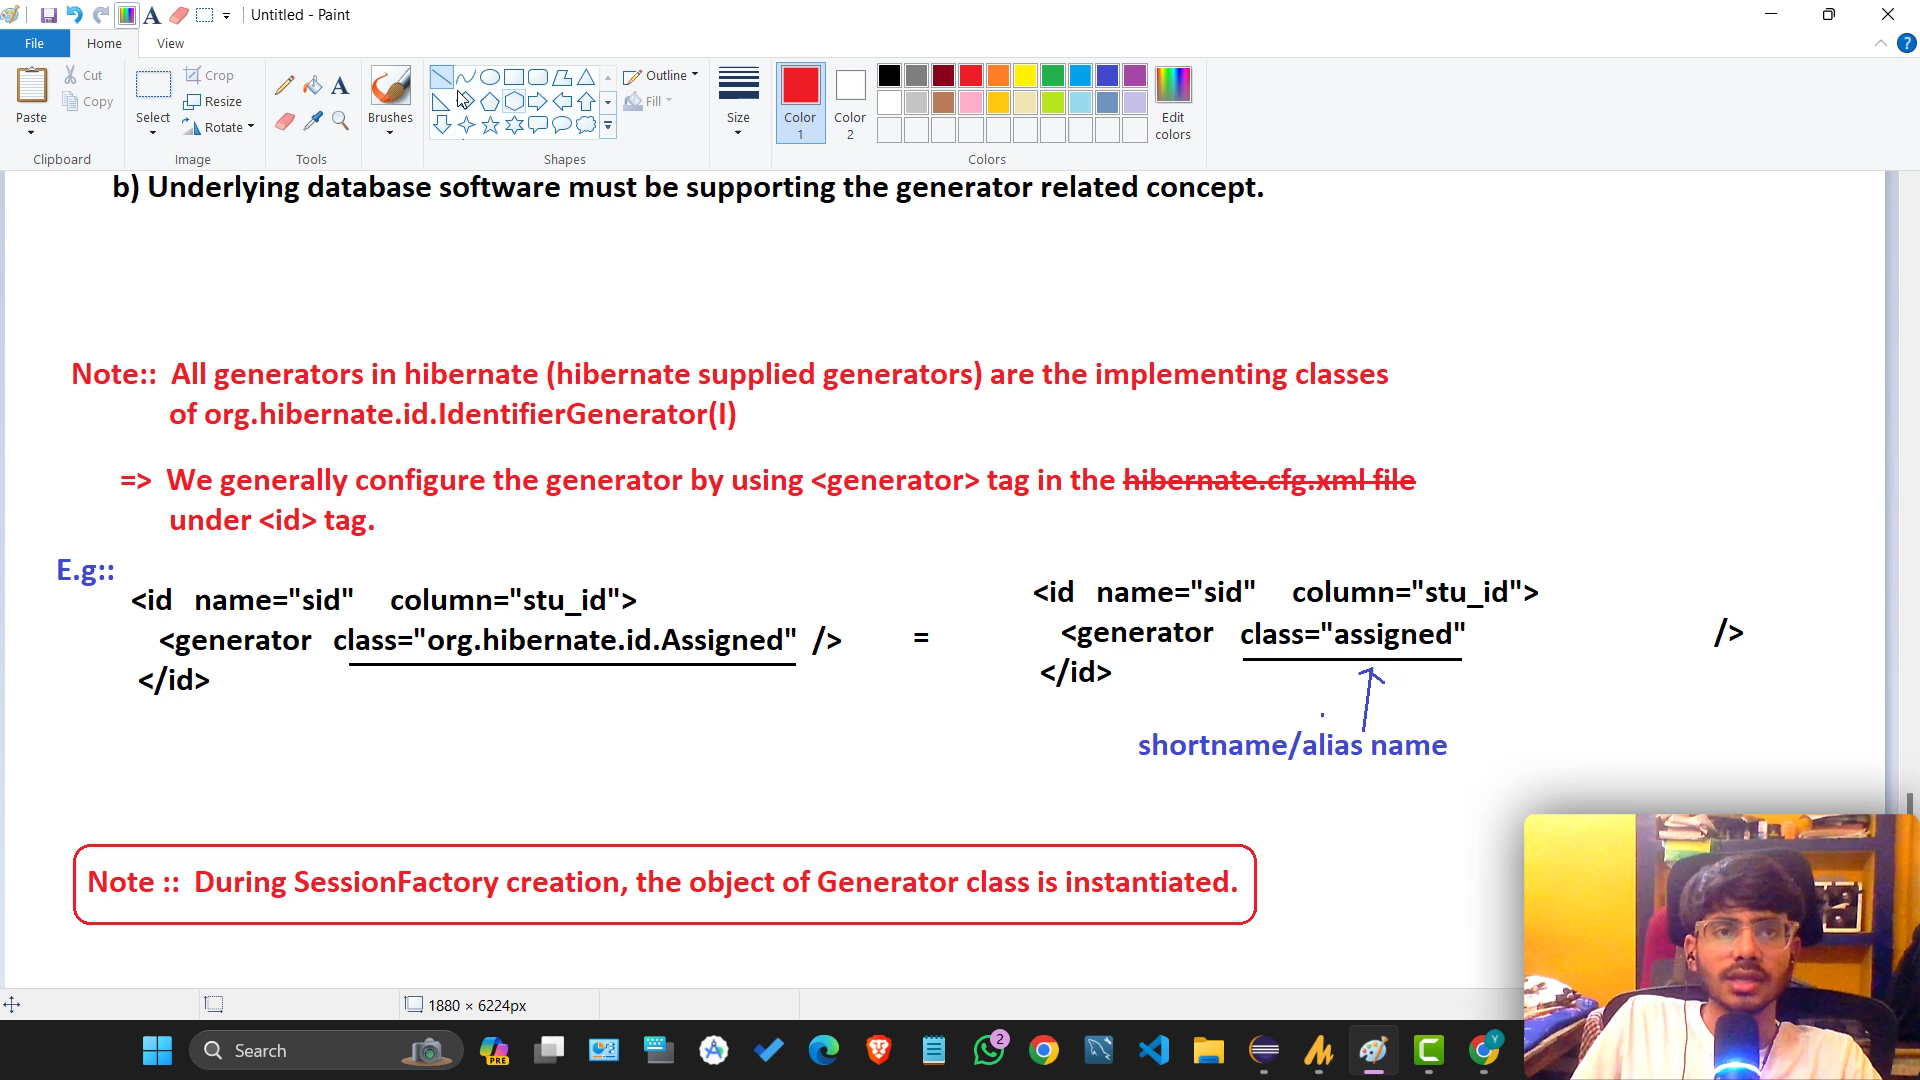 Untitled - Paint
File
Home
View
Paste
Cut
Copy
Clipboard
Select
Crop
Resize
Rotate
Image
Tools
Brushes
Shapes
Outline
Fill
Size
Color 1
Color 2
Edit colors
Colors
b) Underlying database software must be supporting the generator related concept.
Note:: All generators in hibernate (hibernate supplied generators) are the implementing classes
of org.hibernate.id.IdentifierGenerator(I)
=> We generally configure the generator by using <generator> tag in the hibernate.cfg.xml file
under <id> tag.
E.g::
<id name="sid" column="stu_id">
<generator class="org.hibernate.id.Assigned" />
</id>
=
<id name="sid" column="stu_id">
<generator class="assigned" />
</id>
shortname/alias name
Note :: During SessionFactory creation, the object of Generator class is instantiated.
1880 × 6224px
Search
PRE
2